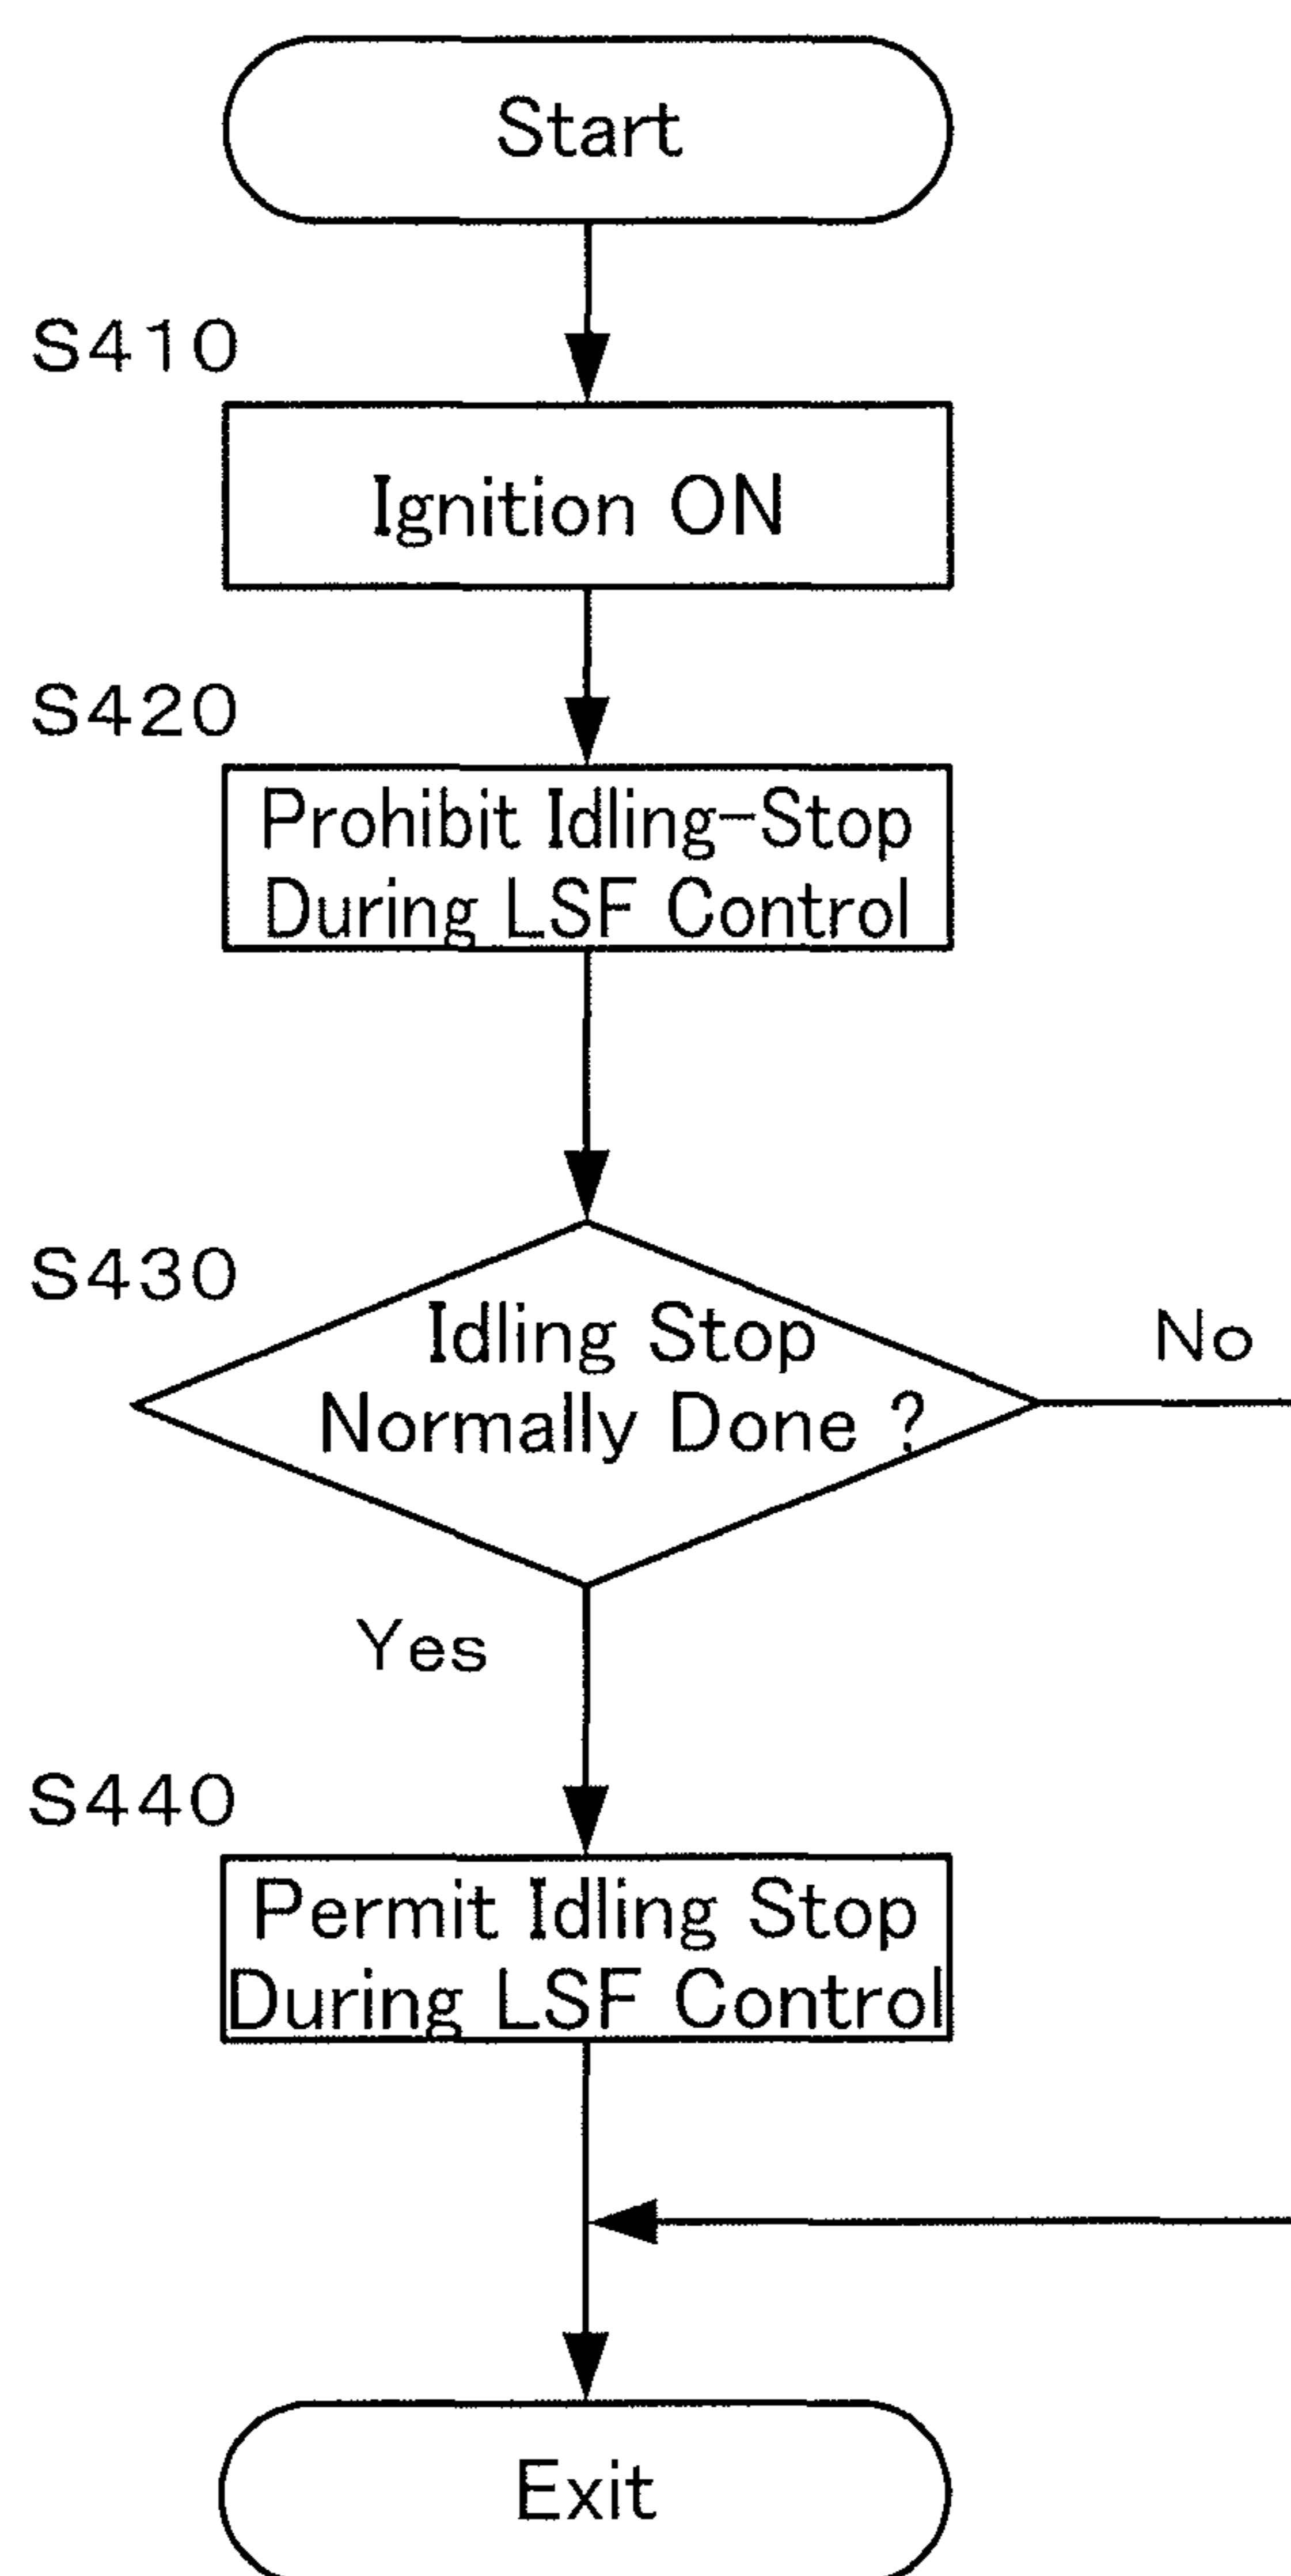 Start
S410
Ignition ON
S420
Prohibit Idling-Stop
During LSF Control
S430
Idling Stop
Normally Done ?
No
Yes
S440
Permit Idling Stop
During LSF Control
Exit